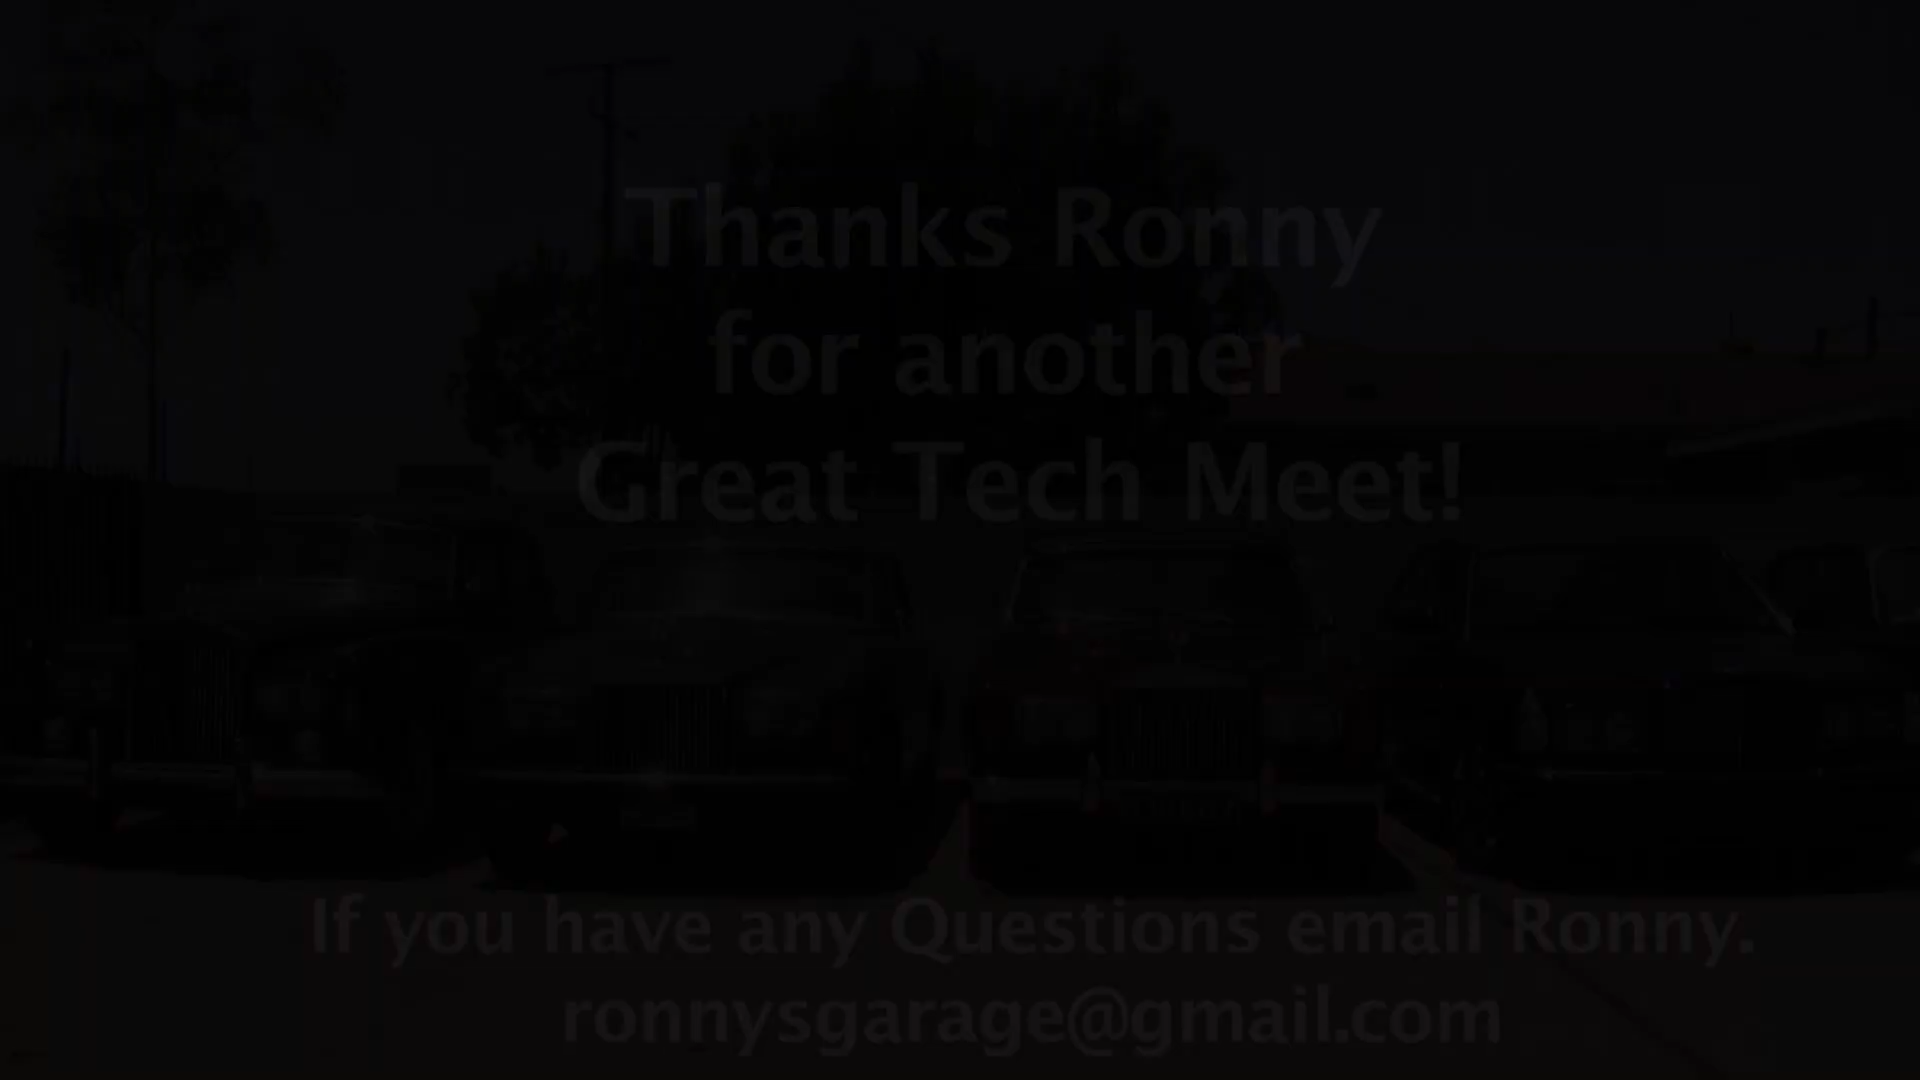 Thanks Ronny
for another
Great Tech Meet!
If you have any Questions email Ronny.
ronnysgarage@gmail.com